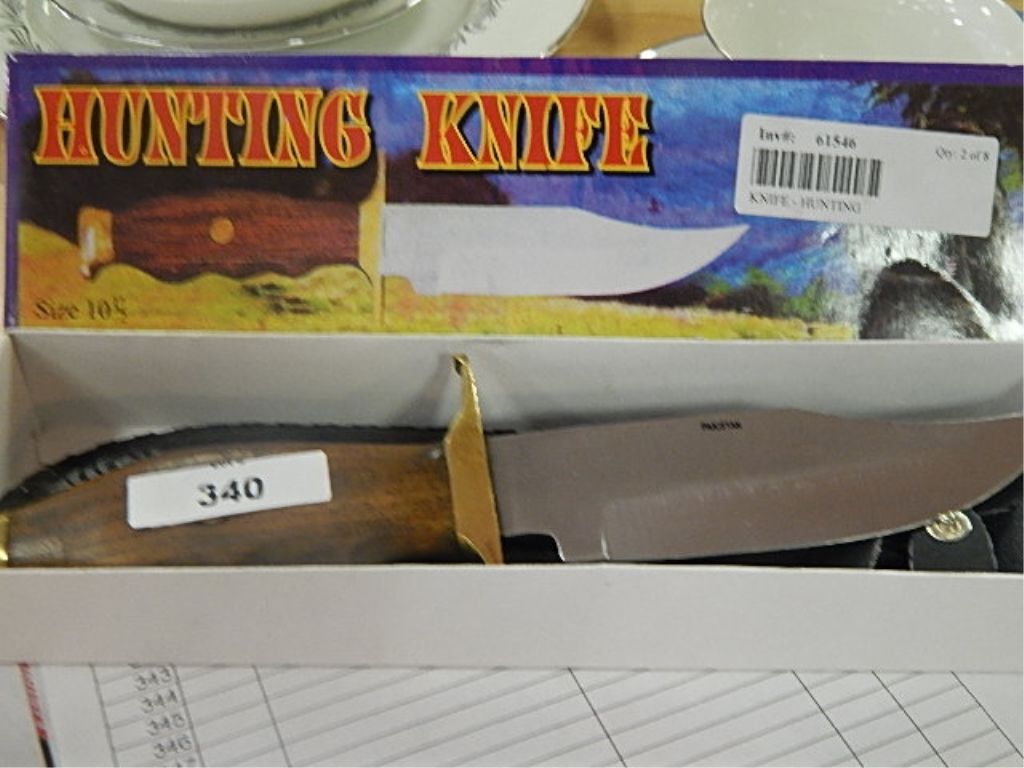 HUNTING KNIFE
Inv#: 61546
Qty: 2 of 8
KNIFE - HUNTING
Size 10½
PAKISTAN
340
343
344
345
346